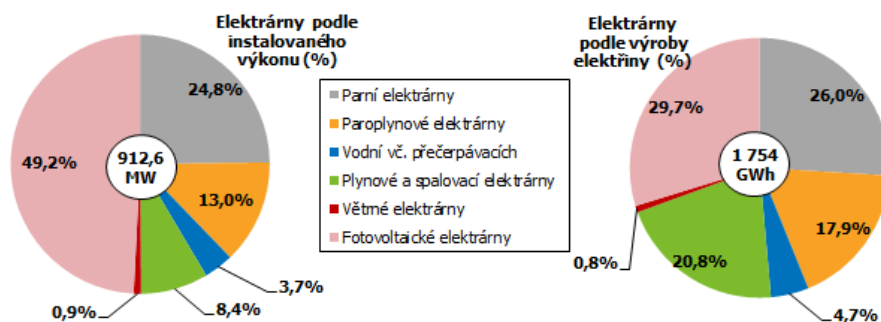 Elektrárny podle
instalovaného
výkonu (%)
24,8%
13,0%
3,7%
8,4%
0,9%
49,2%
912,6
MW
Parní elektrárny
Paroplynové elektrárny
Vodní vč. přečerpávacích
Plynové a spalovací elektrárny
Větrné elektrárny
Fotovoltaické elektrárny
Elektrárny
podle výroby
elektřiny (%)
26,0%
17,9%
4,7%
20,8%
0,8%
29,7%
1 754
GWh